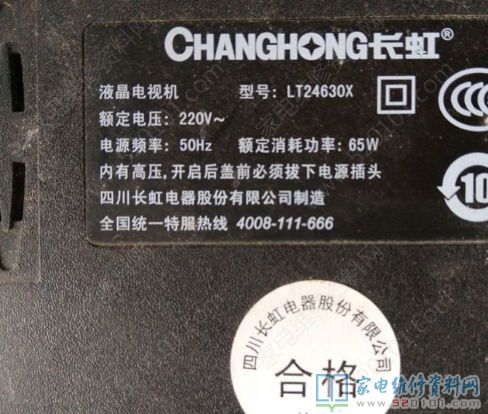 CHANGHONG长虹®
液晶电视机 型号: LT24630X
额定电压: 220V~
电源频率: 50Hz 额定消耗功率: 65W
内有高压,开启后盖前必须拔下电源插头
四川长虹电器股份有限公司制造
全国统一特服热线 4008-111-666
CCC
10
四川长虹电器股份有限公司
合格
家电维修资料网
www.520101.com